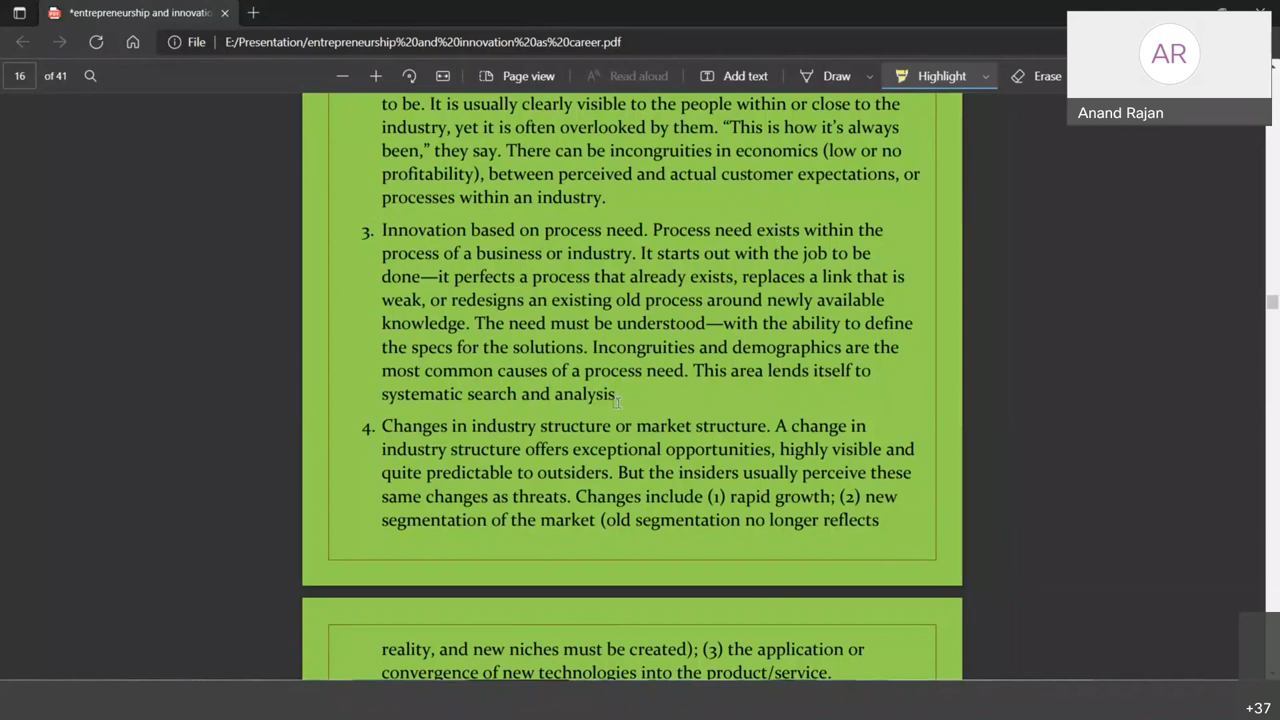 *entrepreneurship and innovatio
File E:/Presentation/entrepreneurship%20and%20innovation%20as%20career.pdf
AR
Anand Rajan
16 of 41 Page view Read aloud Add text Draw Highlight Erase
to be. It is usually clearly visible to the people within or close to the
industry, yet it is often overlooked by them. “This is how it’s always
been,” they say. There can be incongruities in economics (low or no
profitability), between perceived and actual customer expectations, or
processes within an industry.
3. Innovation based on process need. Process need exists within the
process of a business or industry. It starts out with the job to be
done—it perfects a process that already exists, replaces a link that is
weak, or redesigns an existing old process around newly available
knowledge. The need must be understood—with the ability to define
the specs for the solutions. Incongruities and demographics are the
most common causes of a process need. This area lends itself to
systematic search and analysis.
4. Changes in industry structure or market structure. A change in
industry structure offers exceptional opportunities, highly visible and
quite predictable to outsiders. But the insiders usually perceive these
same changes as threats. Changes include (1) rapid growth; (2) new
segmentation of the market (old segmentation no longer reflects
reality, and new niches must be created); (3) the application or
convergence of new technologies into the product/service.
+37